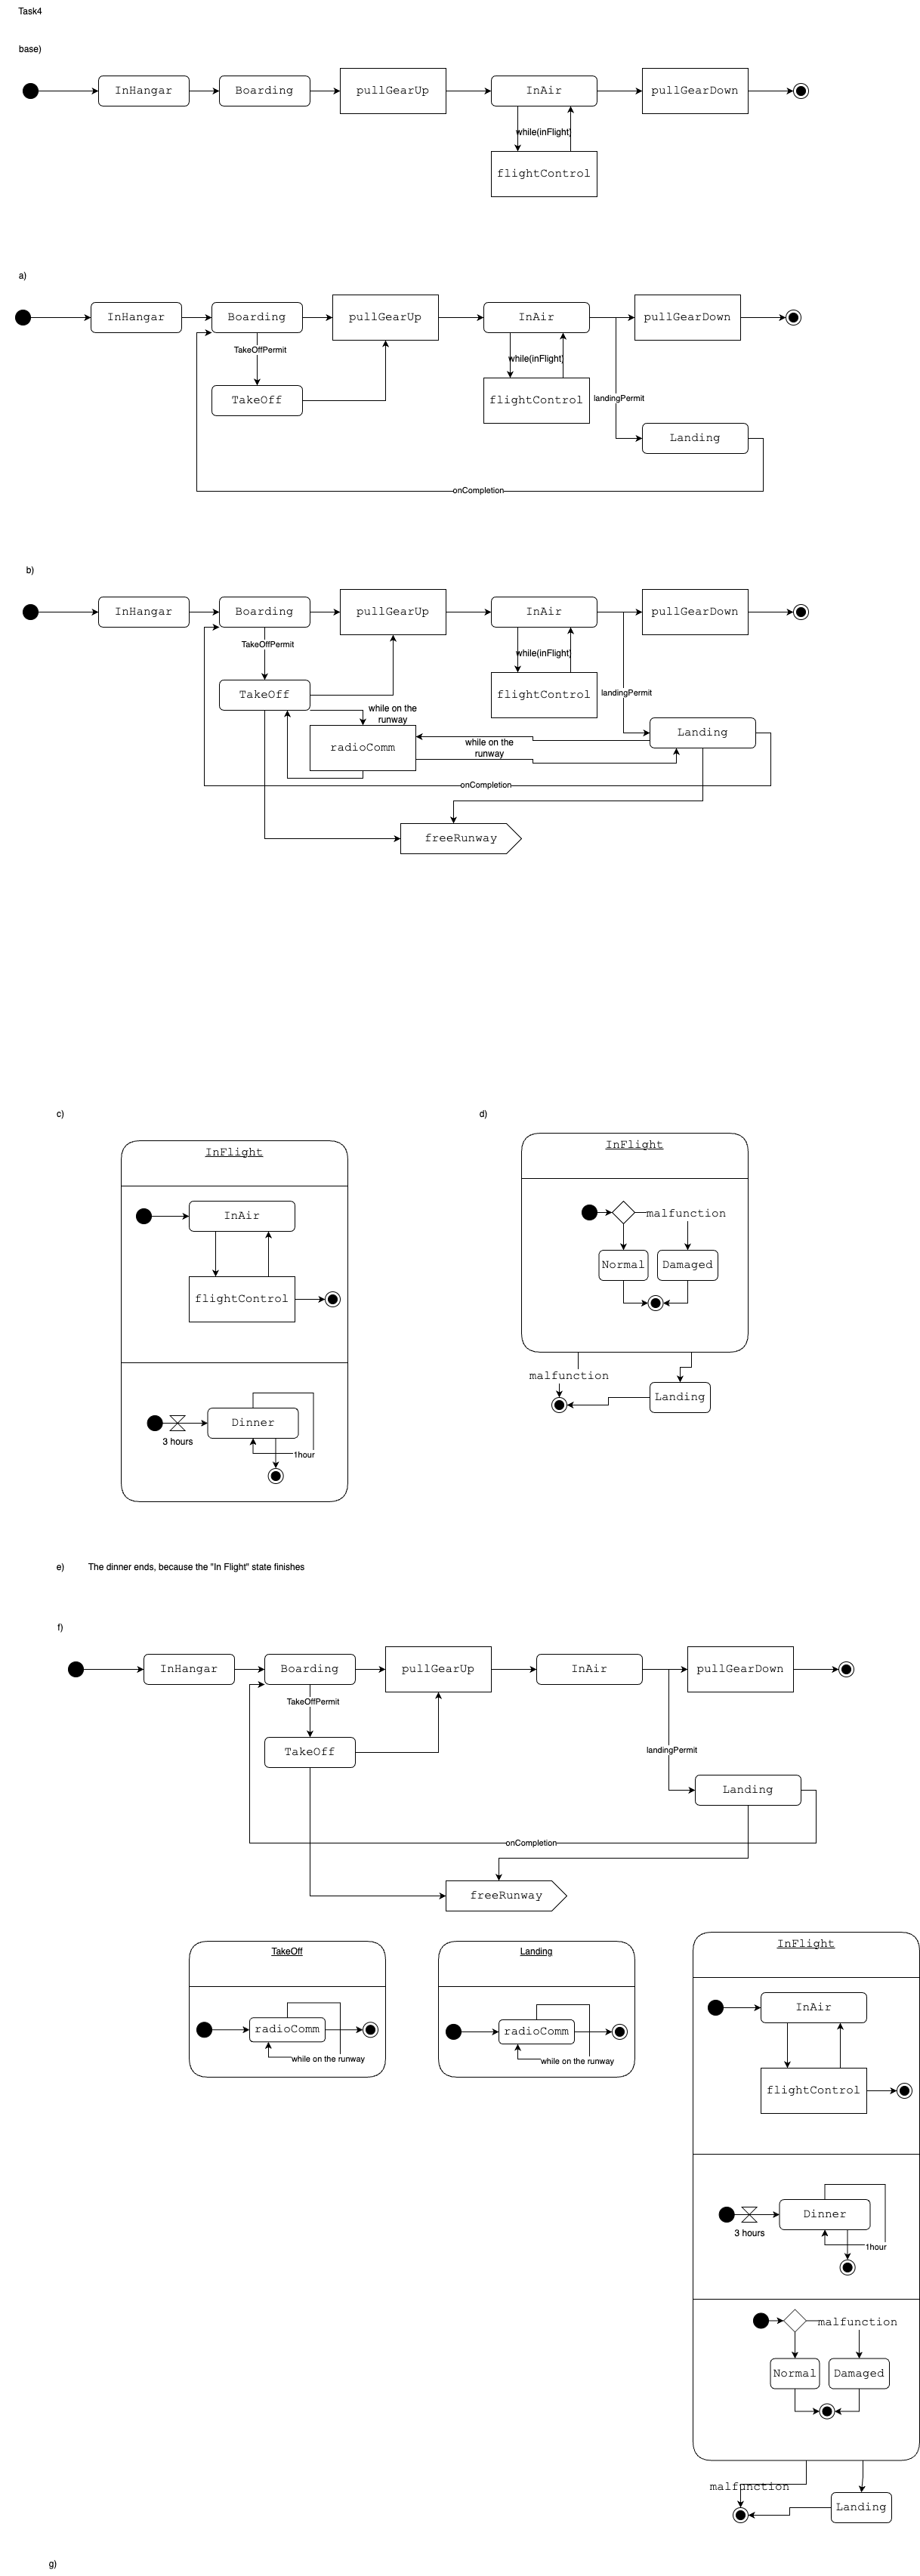 Task4
base)
InHangar
Boarding
pullGearUp
InAir
pullGearDown
while(inFlight)
flightControl
a)
InHangar
Boarding
pullGearUp
InAir
pullGearDown
TakeOffPermit
while(inFlight)
TakeOff
flightControl
landingPermit
Landing
onCompletion
b)
InHangar
Boarding
pullGearUp
InAir
pullGearDown
TakeOffPermit
while(inFlight)
TakeOff
flightControl
landingPermit
while on the
runway
radioComm
while on the
runway
Landing
onCompletion
freeRunway
c)
InFlight
InAir
flightControl
Dinner
3 hours
1hour
d)
InFlight
malfunction
Normal
Damaged
malfunction
Landing
e)
The dinner ends, because the "In Flight" state finishes
f)
InHangar
Boarding
pullGearUp
InAir
pullGearDown
TakeOffPermit
TakeOff
landingPermit
Landing
onCompletion
freeRunway
TakeOff
radioComm
while on the runway
Landing
radioComm
while on the runway
InFlight
InAir
flightControl
Dinner
3 hours
1hour
malfunction
Normal
Damaged
malfunction
Landing
g)